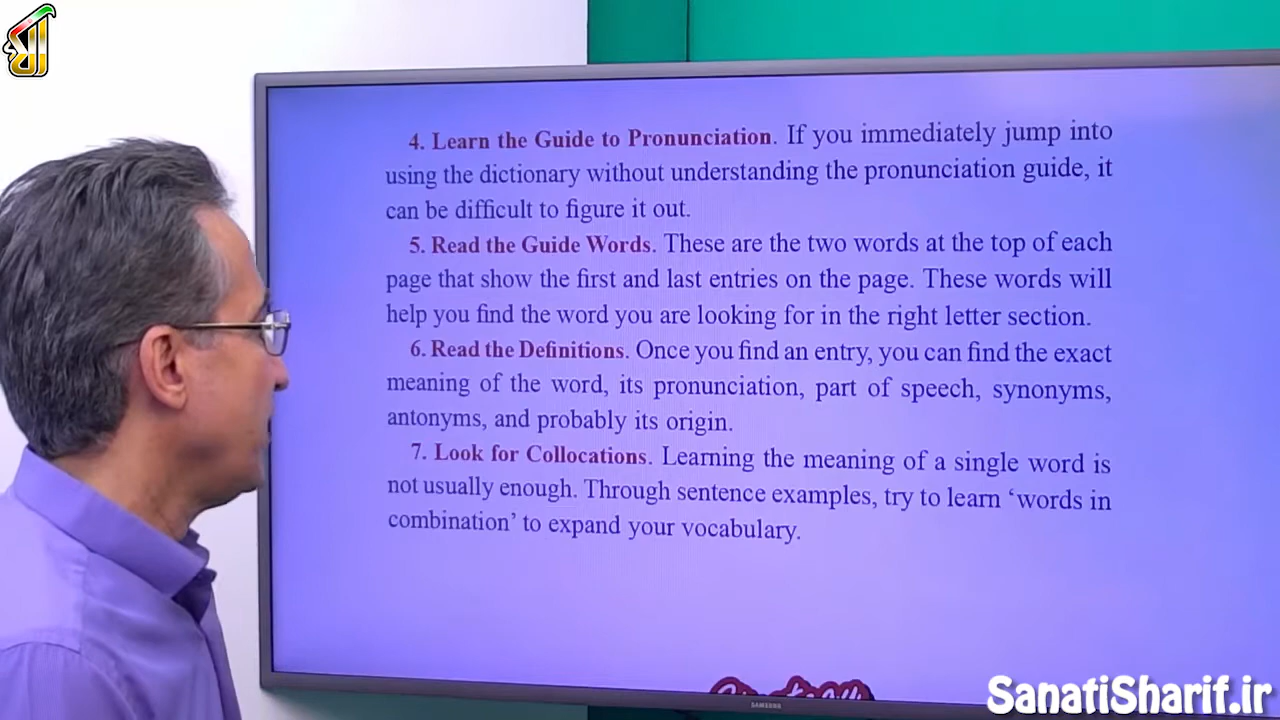 4. Learn the Guide to Pronunciation. If you immediately jump into
using the dictionary without understanding the pronunciation guide, it
can be difficult to figure it out.
5. Read the Guide Words. These are the two words at the top of each
page that show the first and last entries on the page. These words will
help you find the word you are looking for in the right letter section.
6. Read the Definitions. Once you find an entry, you can find the exact
meaning of the word, its pronunciation, part of speech, synonyms,
antonyms, and probably its origin.
7. Look for Collocations. Learning the meaning of a single word is
not usually enough. Through sentence examples, try to learn ‘words in
combination’ to expand your vocabulary.
SAMSUNG
SanatiSharif.ir